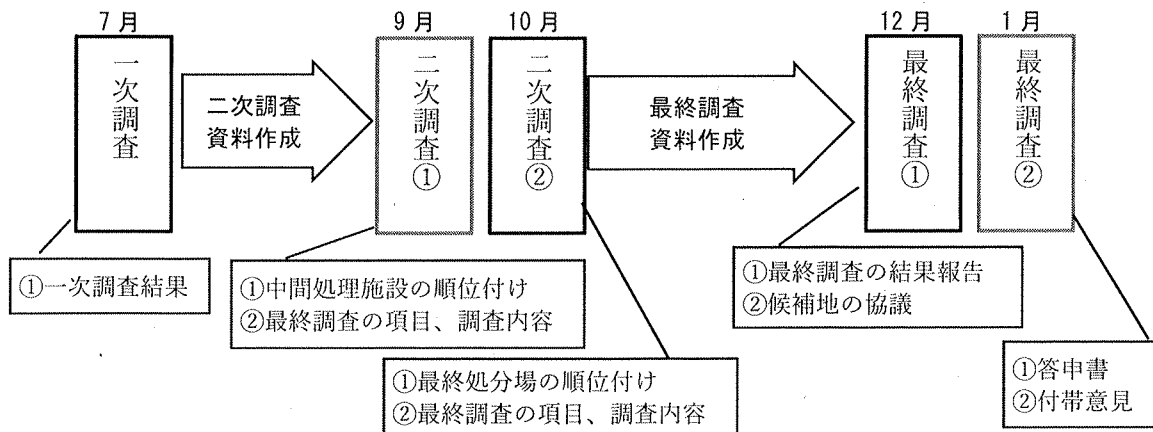 7月
9月
10月
12月
1月
一次調査
二次調査
資料作成
二次調査①
二次調査②
最終調査
資料作成
最終調査①
最終調査②
①一次調査結果
①中間処理施設の順位付け
②最終調査の項目、調査内容
①最終処分場の順位付け
②最終調査の項目、調査内容
①最終調査の結果報告
②候補地の協議
①答申書
②付帯意見